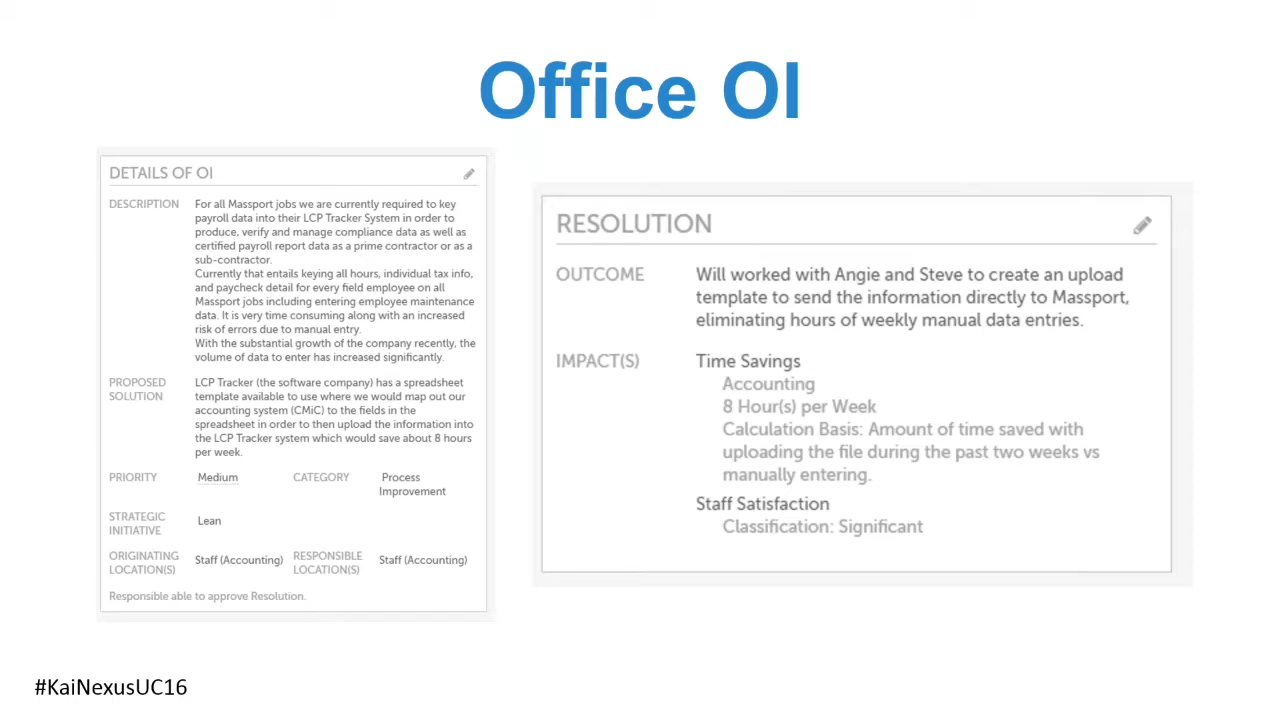 Office OI
DETAILS OF OI
DESCRIPTION
For all Massport jobs we are currently required to key
payroll data into their LCP Tracker System in order to
produce, verify and manage compliance data as well as
certified payroll report data as a prime contractor or as a
sub-contractor.
Currently that entails keying all hours, individual tax info,
and paycheck detail for every field employee on all
Massport jobs including entering employee maintenance
data. It is very time consuming along with an increased
risk of errors due to manual entry.
With the substantial growth of the company recently, the
volume of data to enter has increased significantly.
PROPOSED
SOLUTION
LCP Tracker (the software company) has a spreadsheet
template available to use where we would map out our
accounting system (CMiC) to the fields in the
spreadsheet in order to then upload the information into
the LCP Tracker system which would save about 8 hours
per week.
PRIORITY
Medium
CATEGORY
Process
Improvement
STRATEGIC
INITIATIVE
Lean
ORIGINATING
LOCATION(S)
Staff (Accounting)
RESPONSIBLE
LOCATION(S)
Staff (Accounting)
Responsible able to approve Resolution.
RESOLUTION
OUTCOME
Will worked with Angie and Steve to create an upload
template to send the information directly to Massport,
eliminating hours of weekly manual data entries.
IMPACT(S)
Time Savings
Accounting
8 Hour(s) per Week
Calculation Basis: Amount of time saved with
uploading the file during the past two weeks vs
manually entering.
Staff Satisfaction
Classification: Significant
#KaiNexusUC16